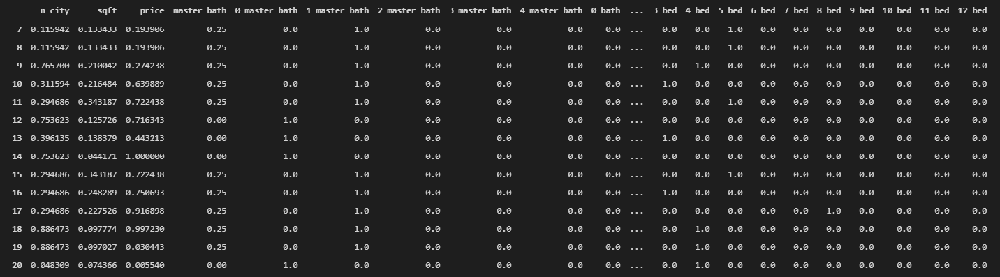 n_city sqft price master_bath 0_master_bath 1_master_bath 2_master_bath 3_master_bath 4_master_bath 0_bath ... 3_bed 4_bed 5_bed 6_bed 7_bed 8_bed 9_bed 10_bed 11_bed 12_bed
7 0.115942 0.133433 0.193906 0.25 0.0 1.0 0.0 0.0 0.0 0.0 ... 0.0 0.0 1.0 0.0 0.0 0.0 0.0 0.0 0.0 0.0
8 0.115942 0.133433 0.193906 0.25 0.0 1.0 0.0 0.0 0.0 0.0 ... 0.0 0.0 1.0 0.0 0.0 0.0 0.0 0.0 0.0 0.0
9 0.765700 0.210042 0.274238 0.25 0.0 1.0 0.0 0.0 0.0 0.0 ... 0.0 1.0 0.0 0.0 0.0 0.0 0.0 0.0 0.0 0.0
10 0.311594 0.216484 0.639889 0.25 0.0 1.0 0.0 0.0 0.0 0.0 ... 1.0 0.0 0.0 0.0 0.0 0.0 0.0 0.0 0.0 0.0
11 0.294686 0.343187 0.722438 0.25 0.0 1.0 0.0 0.0 0.0 0.0 ... 0.0 0.0 1.0 0.0 0.0 0.0 0.0 0.0 0.0 0.0
12 0.753623 0.125726 0.716343 0.00 1.0 0.0 0.0 0.0 0.0 0.0 ... 0.0 0.0 0.0 0.0 0.0 0.0 0.0 0.0 0.0 0.0
13 0.396135 0.138379 0.443213 0.00 1.0 0.0 0.0 0.0 0.0 0.0 ... 1.0 0.0 0.0 0.0 0.0 0.0 0.0 0.0 0.0 0.0
14 0.753623 0.044171 1.000000 0.00 1.0 0.0 0.0 0.0 0.0 0.0 ... 0.0 0.0 0.0 0.0 0.0 0.0 0.0 0.0 0.0 0.0
15 0.294686 0.343187 0.722438 0.25 0.0 1.0 0.0 0.0 0.0 0.0 ... 0.0 0.0 1.0 0.0 0.0 0.0 0.0 0.0 0.0 0.0
16 0.294686 0.248289 0.750693 0.25 0.0 1.0 0.0 0.0 0.0 0.0 ... 1.0 0.0 0.0 0.0 0.0 0.0 0.0 0.0 0.0 0.0
17 0.294686 0.227526 0.916898 0.25 0.0 1.0 0.0 0.0 0.0 0.0 ... 0.0 0.0 0.0 0.0 0.0 1.0 0.0 0.0 0.0 0.0
18 0.886473 0.097774 0.997230 0.25 0.0 1.0 0.0 0.0 0.0 0.0 ... 0.0 1.0 0.0 0.0 0.0 0.0 0.0 0.0 0.0 0.0
19 0.886473 0.097027 0.030443 0.25 0.0 1.0 0.0 0.0 0.0 0.0 ... 0.0 1.0 0.0 0.0 0.0 0.0 0.0 0.0 0.0 0.0
20 0.048309 0.074366 0.005540 0.00 1.0 0.0 0.0 0.0 0.0 0.0 ... 0.0 1.0 0.0 0.0 0.0 0.0 0.0 0.0 0.0 0.0